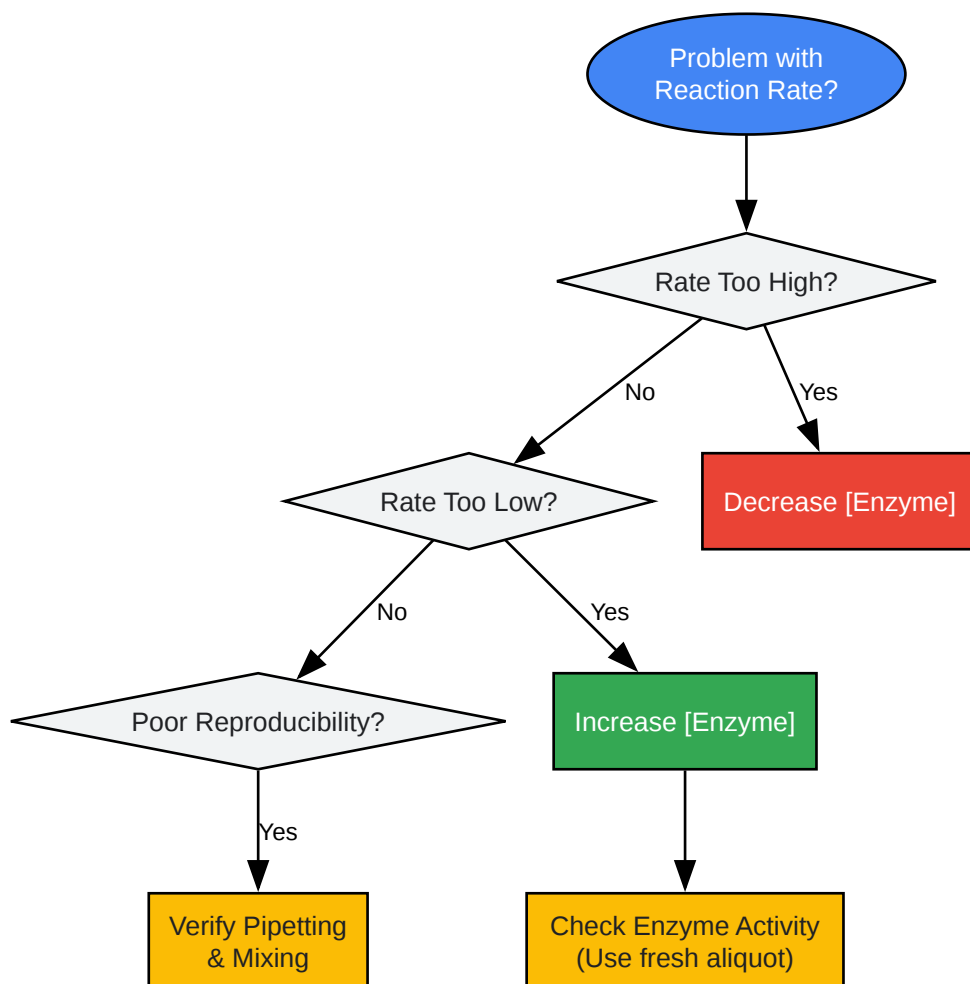 Problem with
Reaction Rate?
Rate Too High?
No
Yes
Rate Too Low?
Decrease [Enzyme]
No
Yes
Poor Reproducibility?
Increase [Enzyme]
Yes
Verify Pipetting
& Mixing
Check Enzyme Activity
(Use fresh aliquot)